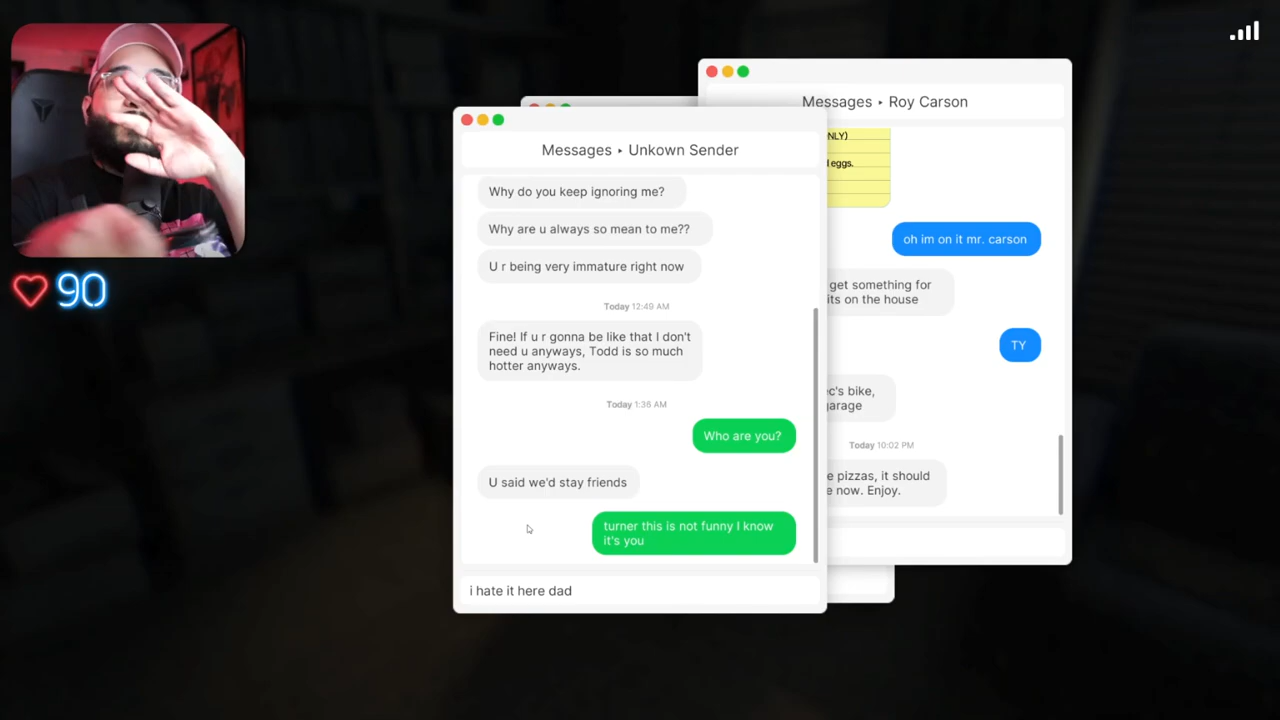 90
Messages ▸ Unkown Sender
Why do you keep ignoring me?
Why are u always so mean to me??
U r being very immature right now
Today 12:49 AM
Fine! If u r gonna be like that I don't
need u anyways, Todd is so much
hotter anyways.
Today 1:36 AM
Who are you?
U said we'd stay friends
turner this is not funny I know
it's you
i hate it here dad
Messages ▸ Roy Carson
NLY)
eggs.
oh im on it mr. carson
get something for
its on the house
TY
c's bike,
garage
Today 10:02 PM
e pizzas, it should
e now. Enjoy.